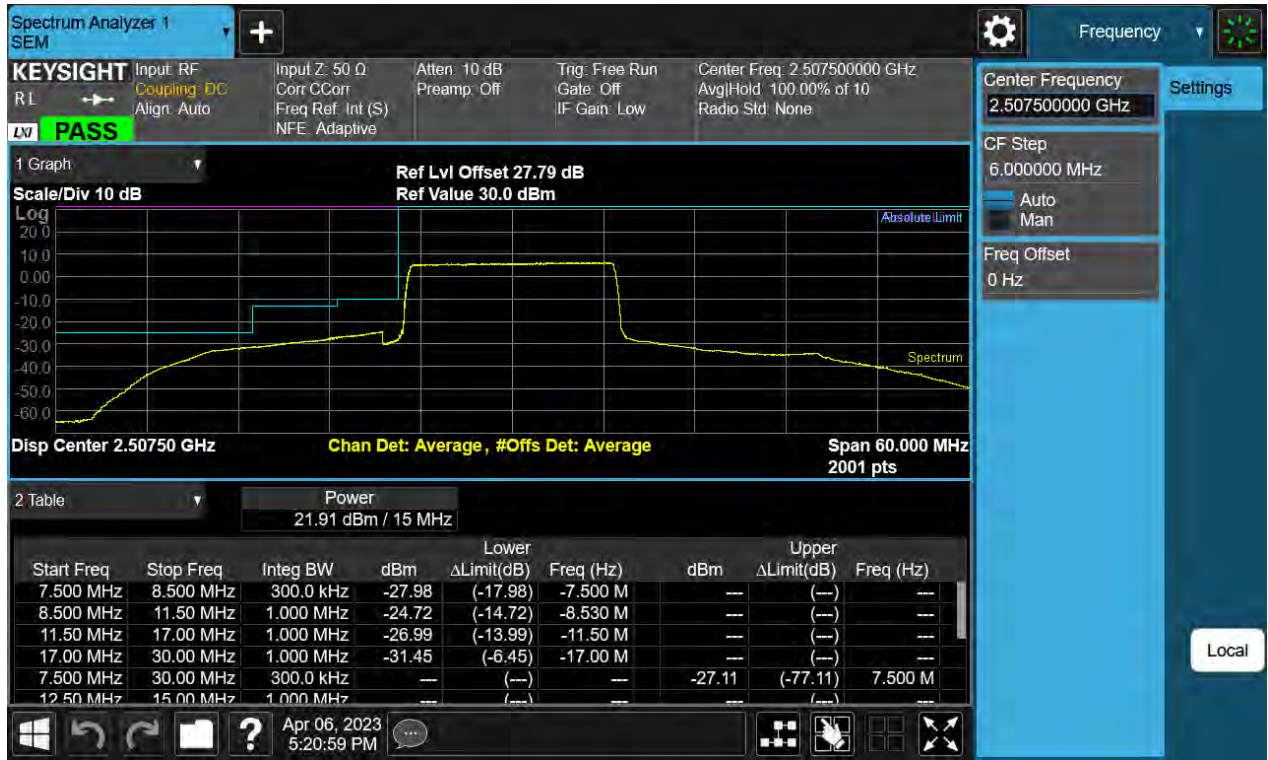 Spectrum Analyzer 1
SEM
+
Frequency
KEYSIGHT
RL
LXI
PASS
Input: RF
Coupling: DC
Align: Auto
Input Z: 50 Ω
Corr CCorr
Freq Ref: Int (S)
NFE: Adaptive
Atten: 10 dB
Preamp: Off
Trig: Free Run
Gate: Off
IF Gain: Low
Center Freq: 2.507500000 GHz
Avg|Hold: 100.00% of 10
Radio Std: None
Center Frequency
2.507500000 GHz
Settings
CF Step
6.000000 MHz
Auto
Man
Freq Offset
0 Hz
Local
1 Graph
Scale/Div 10 dB
Ref Lvl Offset 27.79 dB
Ref Value 30.0 dBm
Log
20.0
10.0
0.00
-10.0
-20.0
-30.0
-40.0
-50.0
-60.0
Absolute Limit
Spectrum
Disp Center 2.50750 GHz
Chan Det: Average , #Offs Det: Average
Span 60.000 MHz
2001 pts
2 Table
Power
21.91 dBm / 15 MHz
Lower Upper
Start Freq Stop Freq Integ BW dBm ΔLimit(dB) Freq (Hz) dBm ΔLimit(dB) Freq (Hz)
7.500 MHz 8.500 MHz 300.0 kHz -27.98 (-17.98) -7.500 M --- (---) ---
8.500 MHz 11.50 MHz 1.000 MHz -24.72 (-14.72) -8.530 M --- (---) ---
11.50 MHz 17.00 MHz 1.000 MHz -26.99 (-13.99) -11.50 M --- (---) ---
17.00 MHz 30.00 MHz 1.000 MHz -31.45 (-6.45) -17.00 M --- (---) ---
7.500 MHz 30.00 MHz 300.0 kHz --- (---) --- -27.11 (-77.11) 7.500 M
12.50 MHz 15.00 MHz 1.000 MHz --- (---) --- --- (---) ---
?
Apr 06, 2023
5:20:59 PM